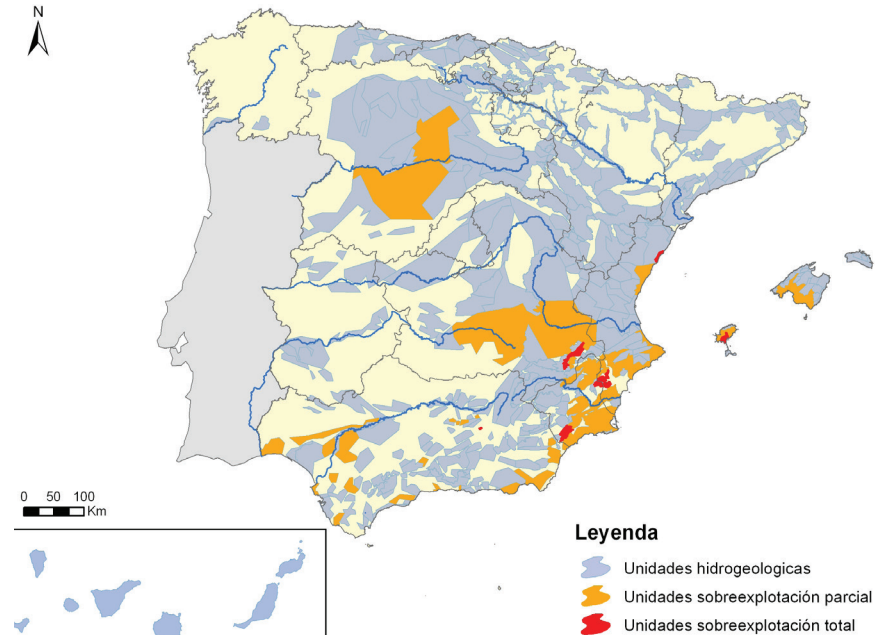 N
0 50 100
Km
Leyenda
Unidades hidrogeologicas
Unidades sobreexplotación parcial
Unidades sobreexplotación total